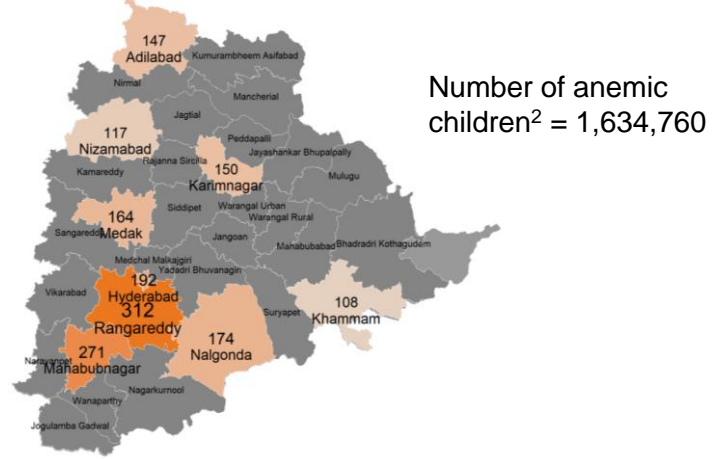 147
Adilabad
Kumurambheem Asifabad
Nirmal
Mancherial
Number of anemic
children² = 1,634,760
Jagtial
117
Nizamabad
Peddapalli
Jayashankar Bhupalpally
Rajanna Sircilla
150
Karimnagar
Kamareddy
Mulugu
164
Medak
Siddipet
Warangal Urban
Warangal Rural
Sangareddy
Jangoan
Mahabubabad
Bhadradri Kothagudem
Medchal Malkajgiri
Yadadri Bhuvanagiri
192
Hyderabad
Vikarabad
312
Rangareddy
108
Khammam
Suryapet
174
Nalgonda
271
Mahabubnagar
Narayanpet
Nagarkurnool
Wanaparthy
Jogulamba Gadwal